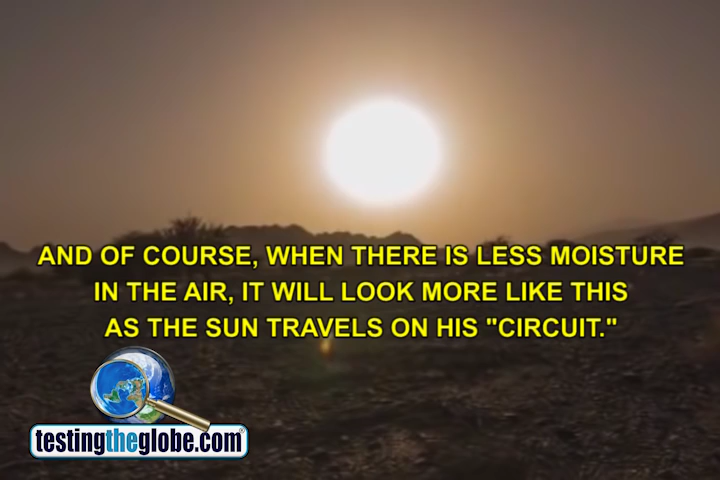 AND OF COURSE, WHEN THERE IS LESS MOISTURE
IN THE AIR, IT WILL LOOK MORE LIKE THIS
AS THE SUN TRAVELS ON HIS "CIRCUIT."
testingtheglobe.com